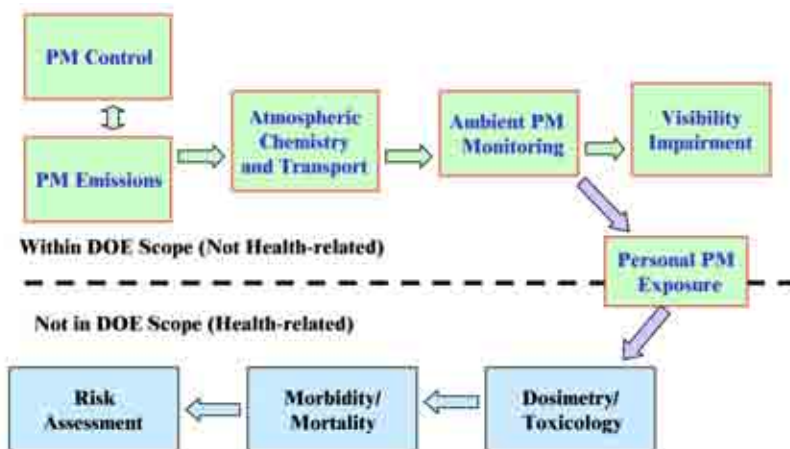 PM Control
PM Emissions
Atmospheric
Chemistry
and Transport
Ambient PM
Monitoring
Visibility
Impairment
Within DOE Scope (Not Health-related)
Personal PM
Exposure
Not in DOE Scope (Health-related)
Risk
Assessment
Morbidity/
Mortality
Dosimetry/
Toxicology